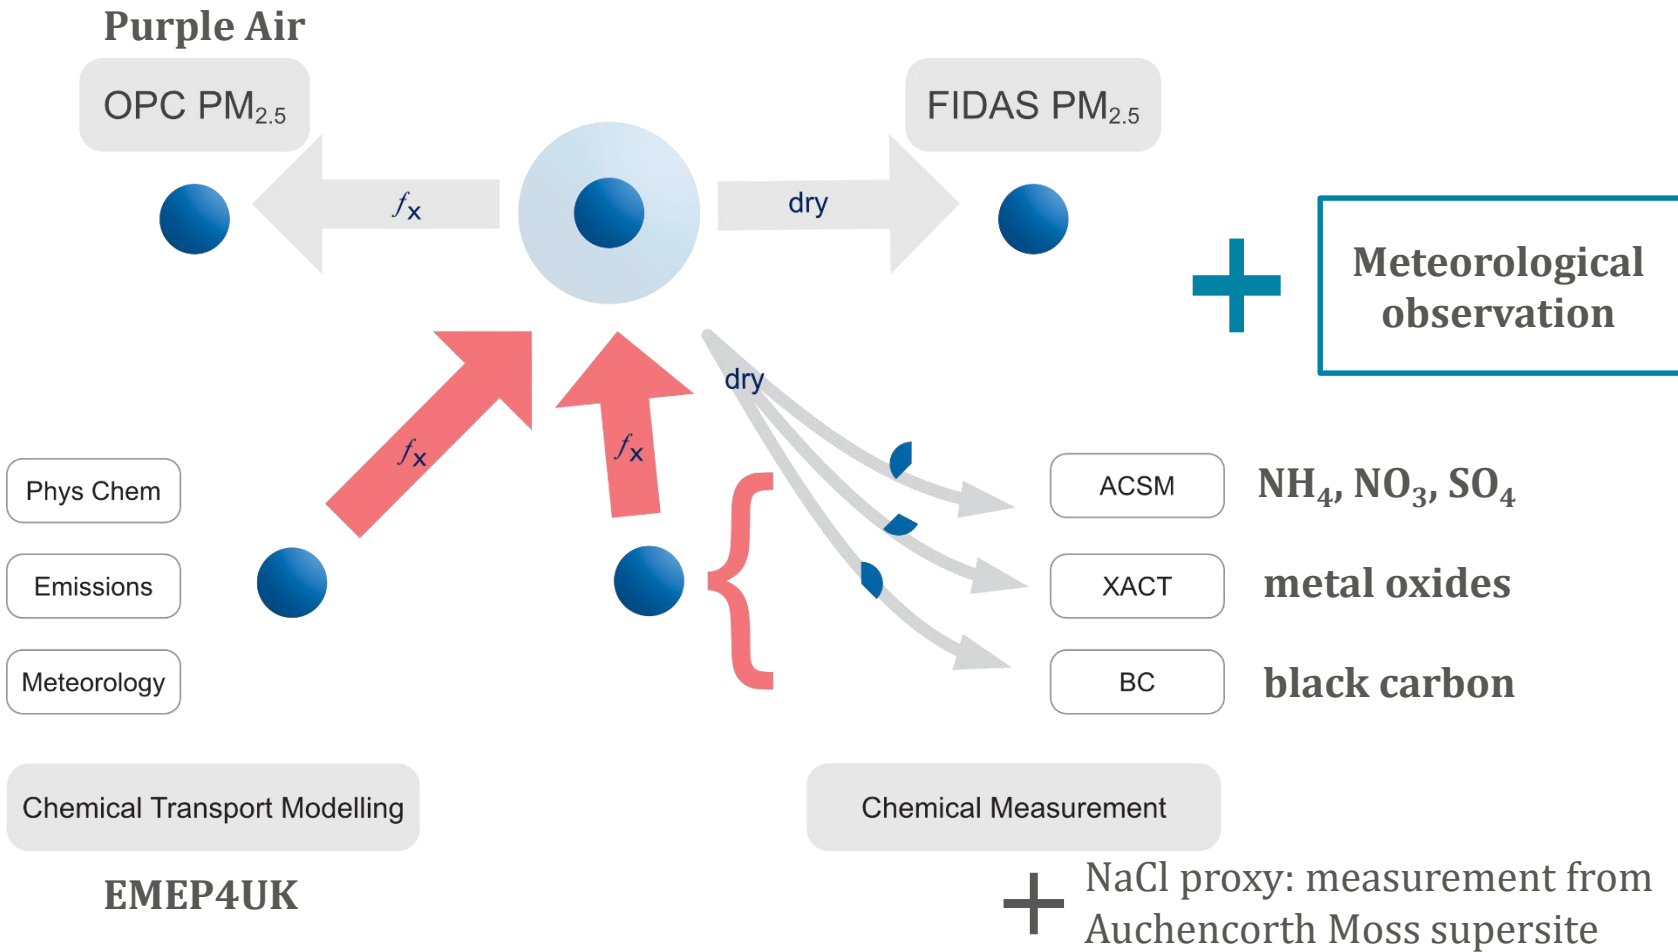 Purple Air
OPC PM2.5
FIDAS PM2.5
fx
dry
Meteorological
observation
dry
fx
fx
Phys Chem
Emissions
Meteorology
ACSM
NH4, NO3, SO4
XACT
metal oxides
BC
black carbon
Chemical Transport Modelling
Chemical Measurement
EMEP4UK
NaCl proxy: measurement from
Auchencorth Moss supersite